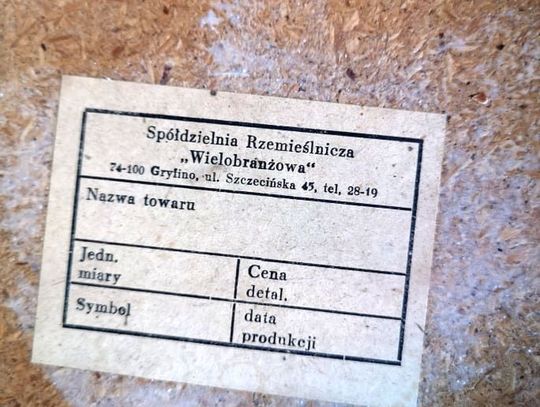 Spółdzielnia Rzemieślnicza
„Wielobranżowa“
74-100 Gryfino, ul. Szczecińska 45, tel, 28-19
Nazwa towaru
Jedn.
miary
Cena
detal.
Symbol
data
produkcji